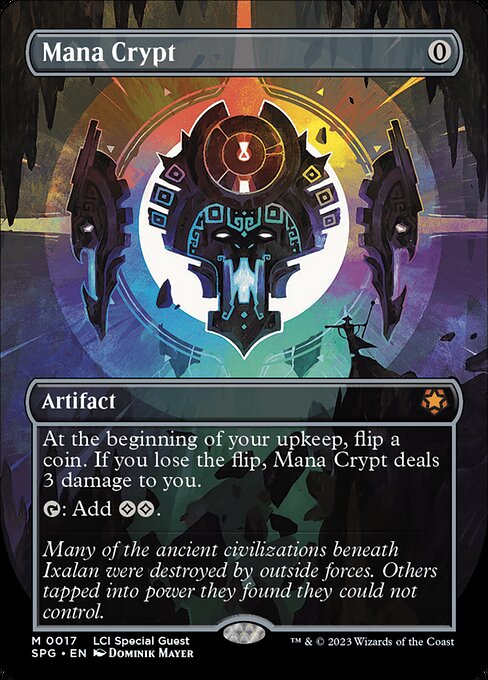 Mana Crypt 0
Artifact
At the beginning of your upkeep, flip a
coin. If you lose the flip, Mana Crypt deals
3 damage to you.
: Add .
Many of the ancient civilizations beneath
Ixalan were destroyed by outside forces. Others
tapped into power they found they could not
control.
M 0017 LCI Special Guest
SPG • EN Dominik Mayer
™ & © 2023 Wizards of the Coast